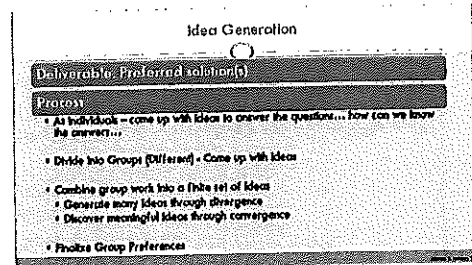 Idea Generation
Deliverable: Preferred solution(s)
Process
• As individuals – come up with ideas to answer the questions... how can we know
the answers...
• Divide into Groups (Different) - Come up with ideas
• Combine group work into a finite set of ideas
• Generate many ideas through divergence
• Discover meaningful ideas through convergence
• Finalize Group Preferences